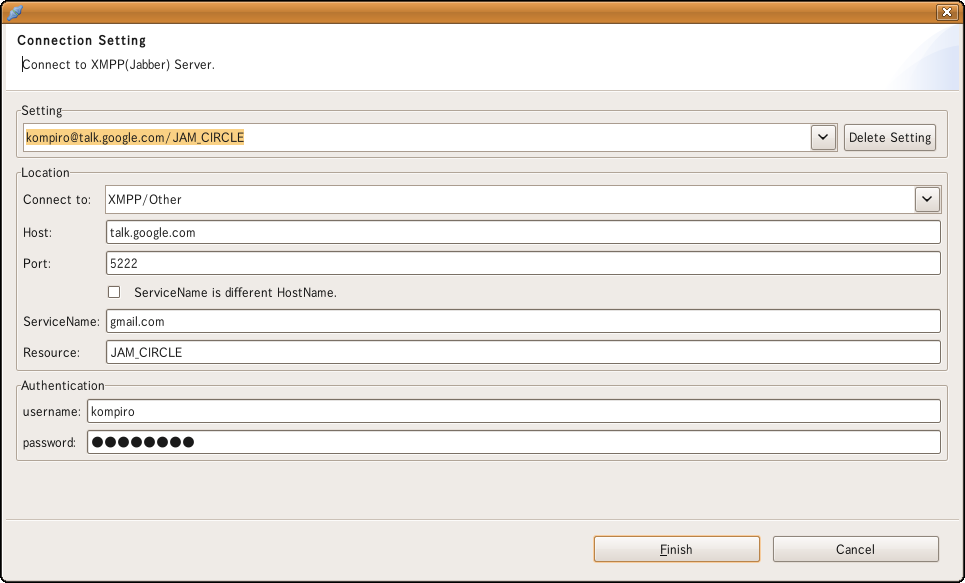 Connection Setting
Connect to XMPP(Jabber) Server.
Setting
kompiro@talk.google.com/JAM_CIRCLE
Delete Setting
Location
Connect to: XMPP/Other
Host: talk.google.com
Port: 5222
ServiceName is different HostName.
ServiceName: gmail.com
Resource: JAM_CIRCLE
Authentication
username: kompiro
password: ●●●●●●●●
Finish Cancel